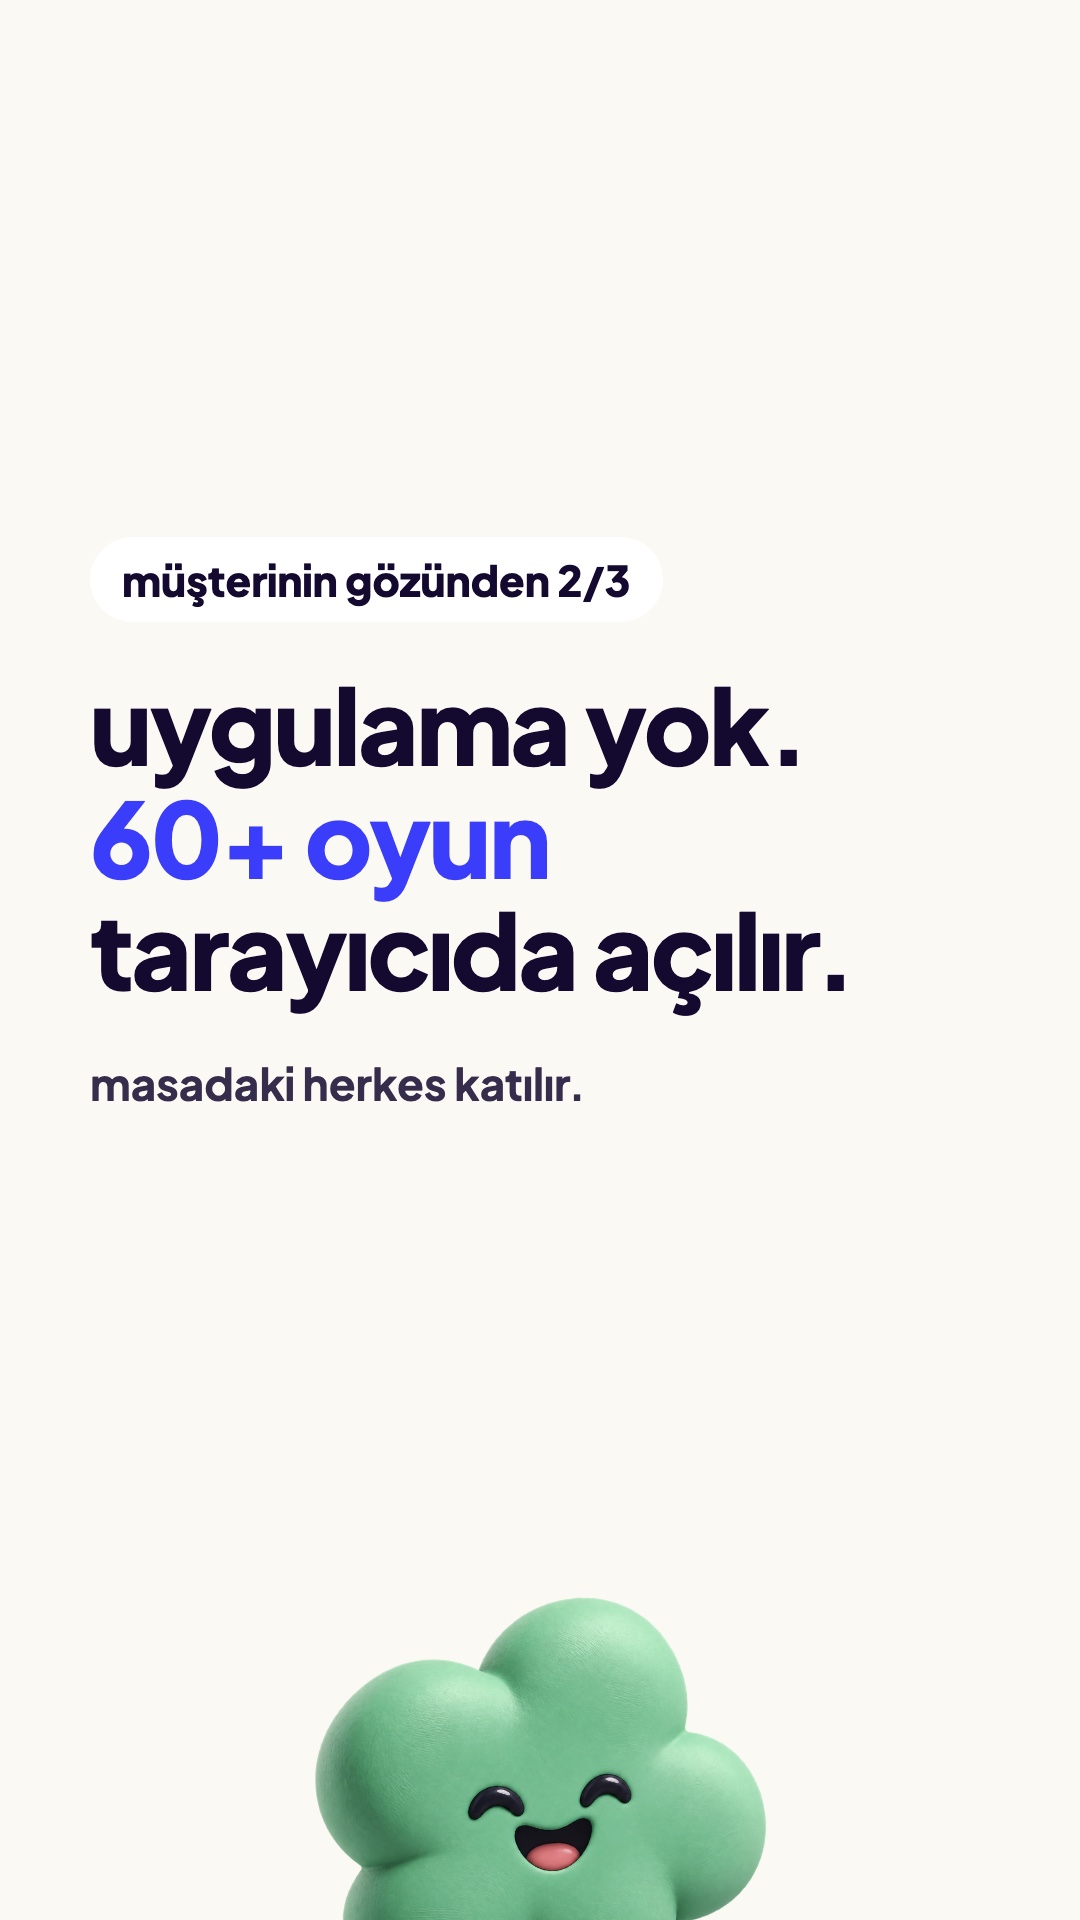 müşterinin gözünden 2/3
uygulama yok.
60+ oyun
tarayıcıda açılır.
masadaki herkes katılır.